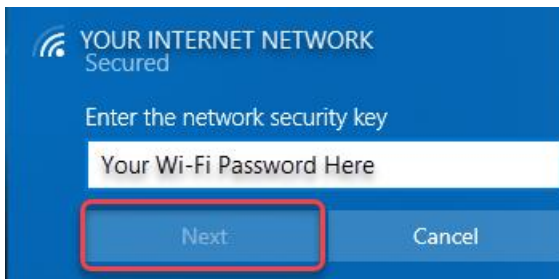 YOUR INTERNET NETWORK
Secured
Enter the network security key
Your Wi-Fi Password Here
Next Cancel